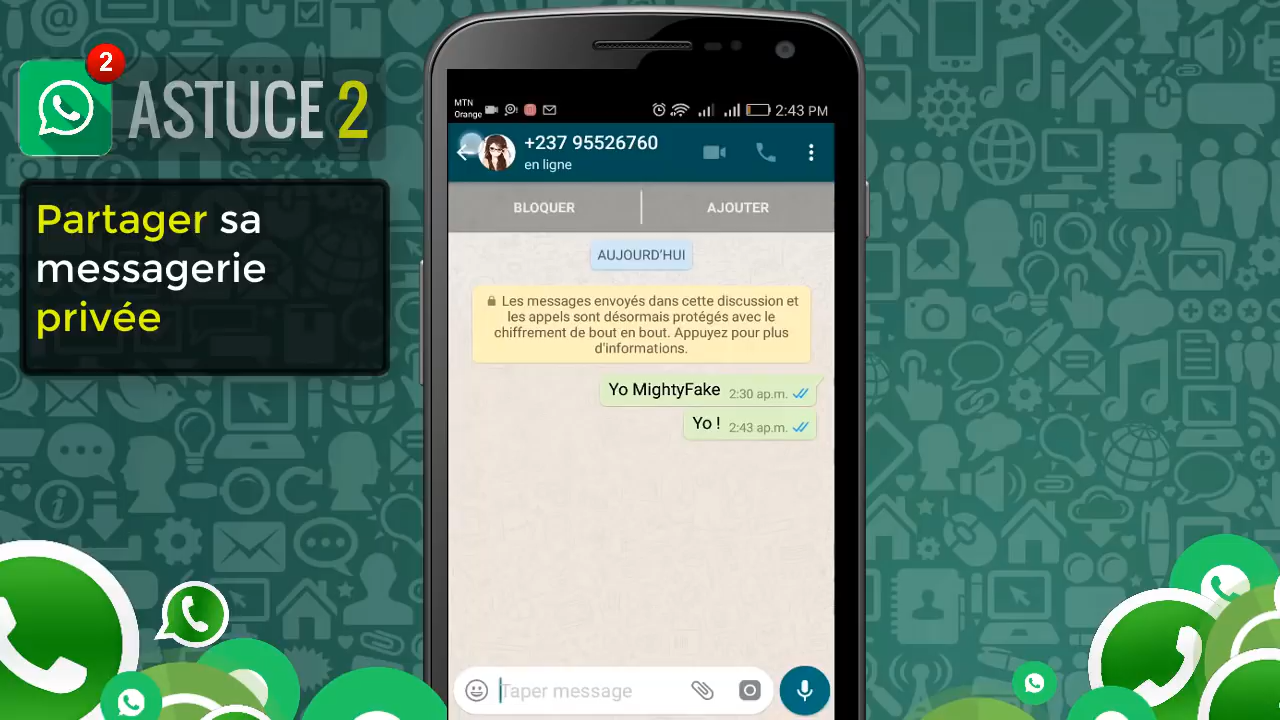 2
ASTUCE 2
Partager sa
messagerie
privée
MTN
Orange
2:43 PM
+237 95526760
en ligne
BLOQUER
AJOUTER
AUJOURD'HUI
Les messages envoyés dans cette discussion et
les appels sont désormais protégés avec le
chiffrement de bout en bout. Appuyez pour plus
d'informations.
Yo MightyFake 2:30 ap.m.
Yo ! 2:43 ap.m.
Taper message